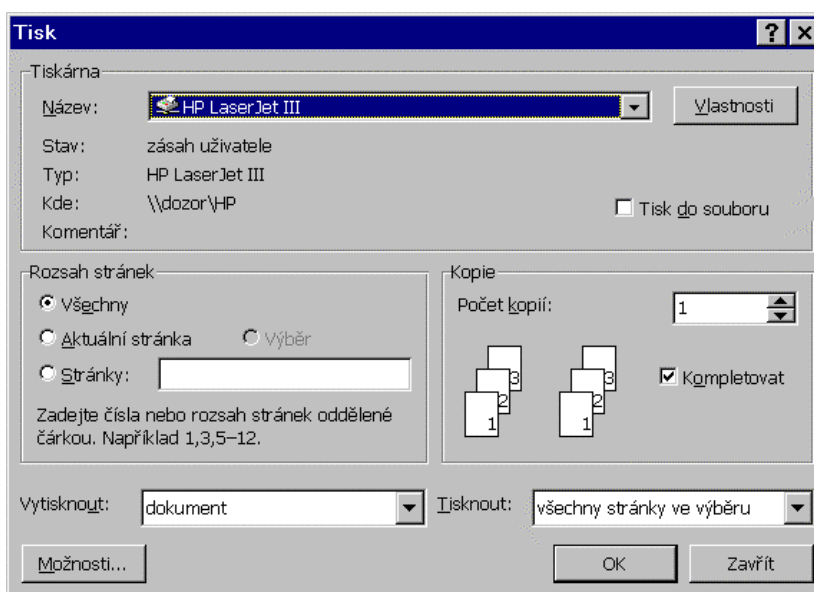 Tisk
Tiskárna
Název: HP LaserJet III Vlastnosti
Stav: zásah uživatele
Typ: HP LaserJet III
Kde: \\dozor\HP Tisk do souboru
Komentář:
Rozsah stránek
Všechny
Aktuální stránka Výběr
Stránky:
Zadejte čísla nebo rozsah stránek oddělené
čárkou. Například 1,3,5–12.
Kopie
Počet kopií: 1
3 3
2 2
1 1
Kompletovat
Vytisknout: dokument Tisknout: všechny stránky ve výběru
Možnosti... OK Zavřít